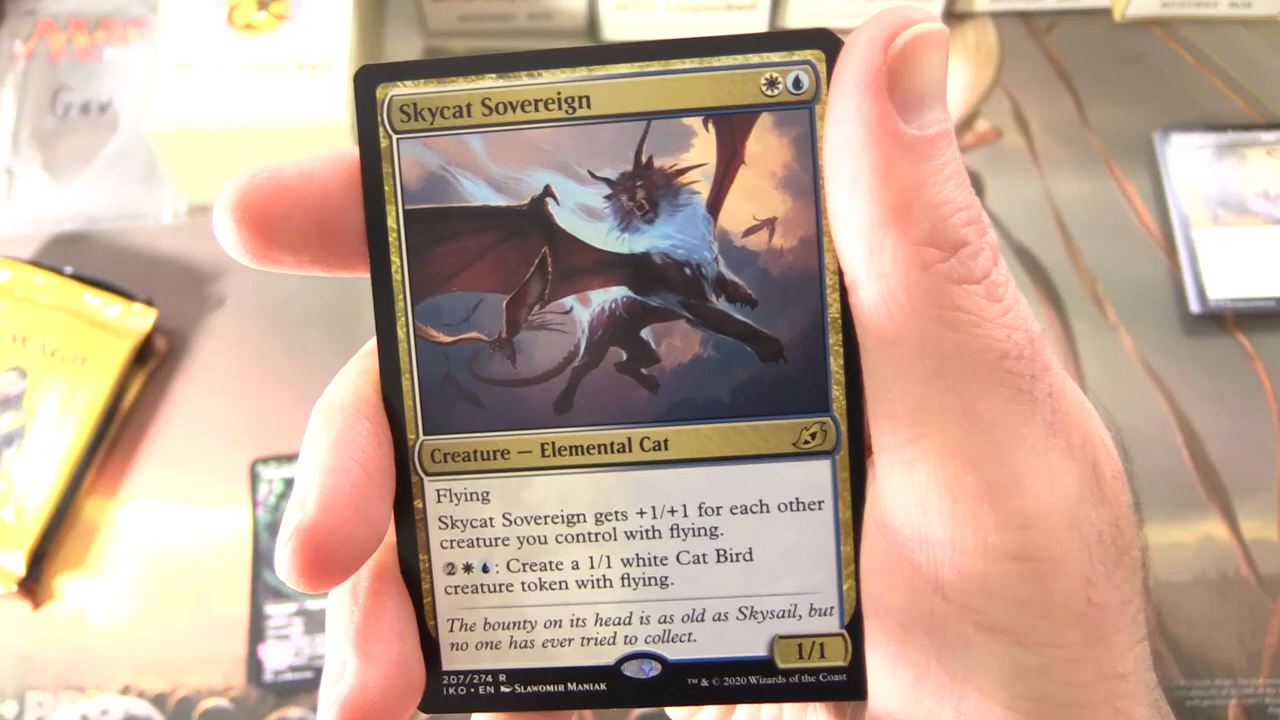 Skycat Sovereign
Creature — Elemental Cat
Flying
Skycat Sovereign gets +1/+1 for each other
creature you control with flying.
2 : Create a 1/1 white Cat Bird
creature token with flying.
The bounty on its head is as old as Skysail, but
no one has ever tried to collect.
1/1
207/274 R
IKO • EN SLAWOMIR MANIAK
™ & © 2020 Wizards of the Coast